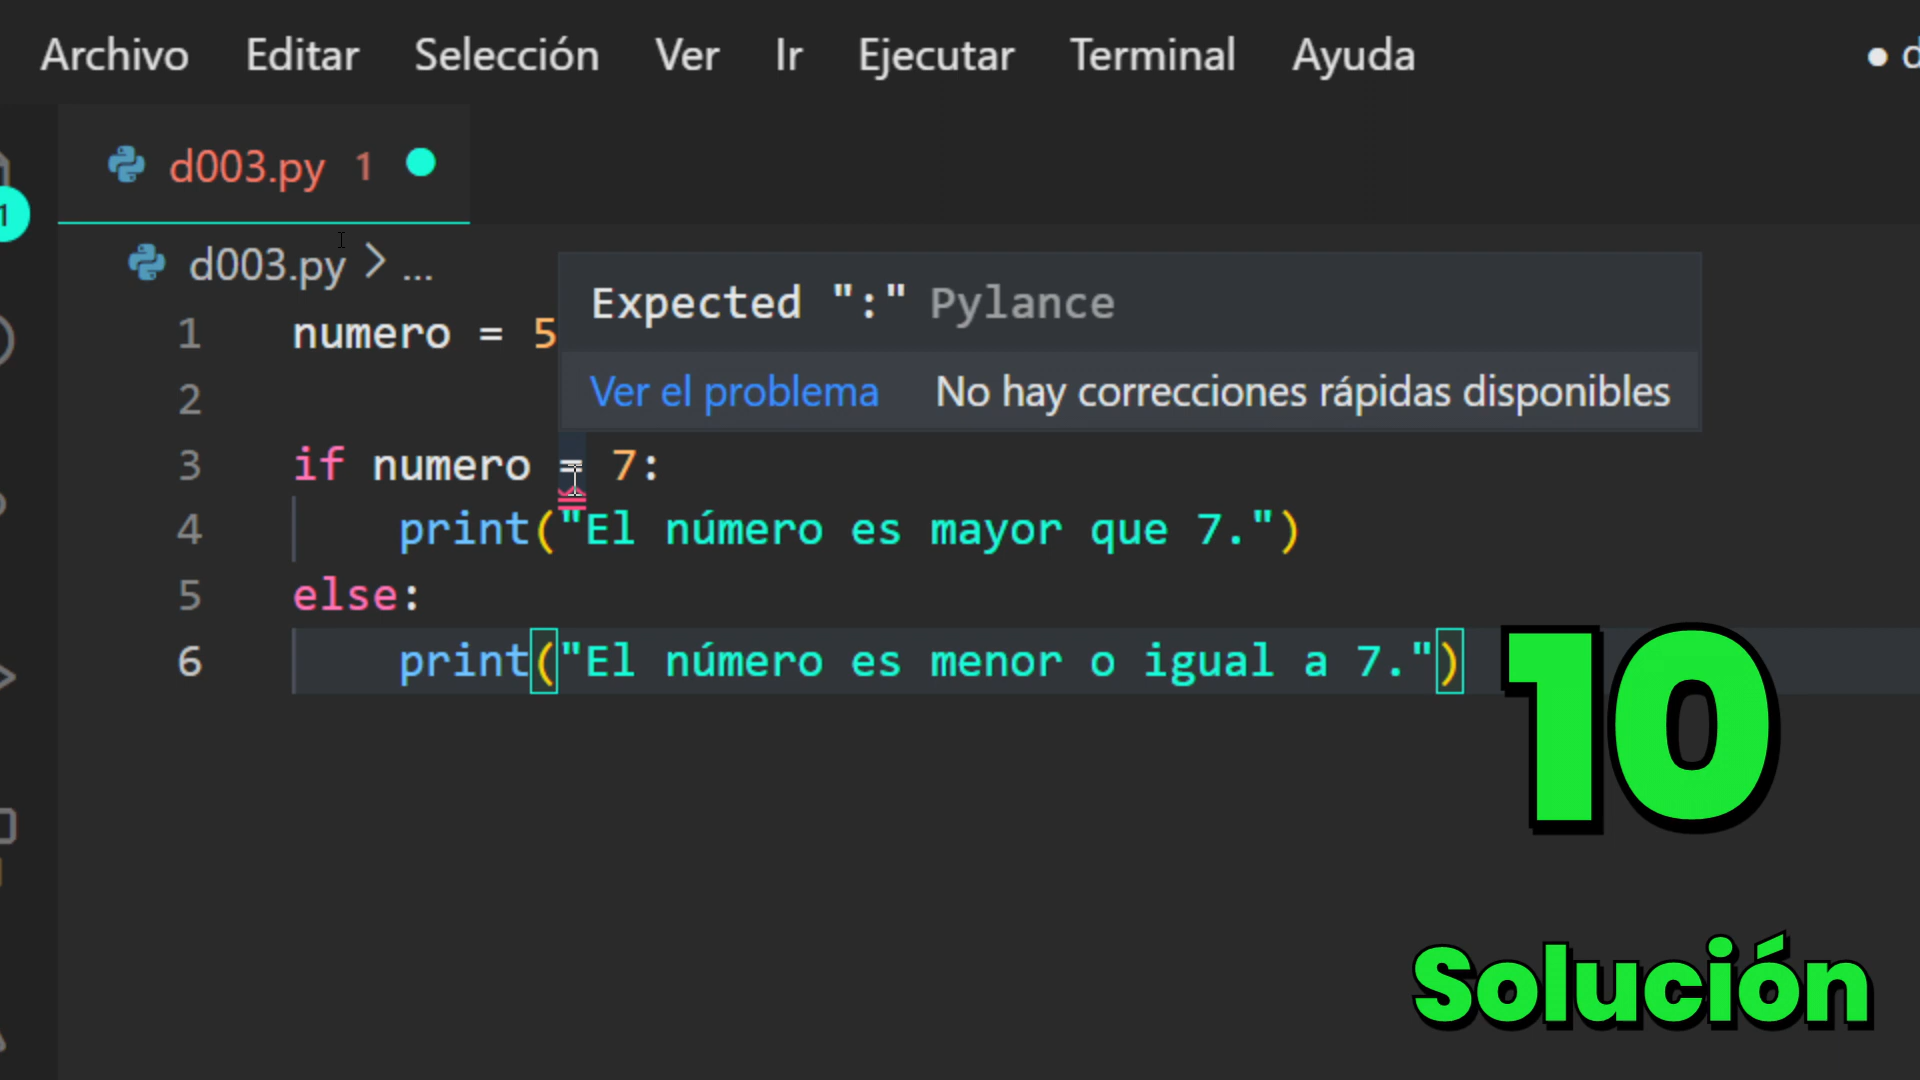 Archivo Editar Selección Ver Ir Ejecutar Terminal Ayuda ● d
d003.py 1
1
d003.py > ...
Expected ":" Pylance
Ver el problema No hay correcciones rápidas disponibles
1 numero = 5
2
3 if numero = 7:
4 print("El número es mayor que 7.")
5 else:
6 print("El número es menor o igual a 7.")
10
Solución